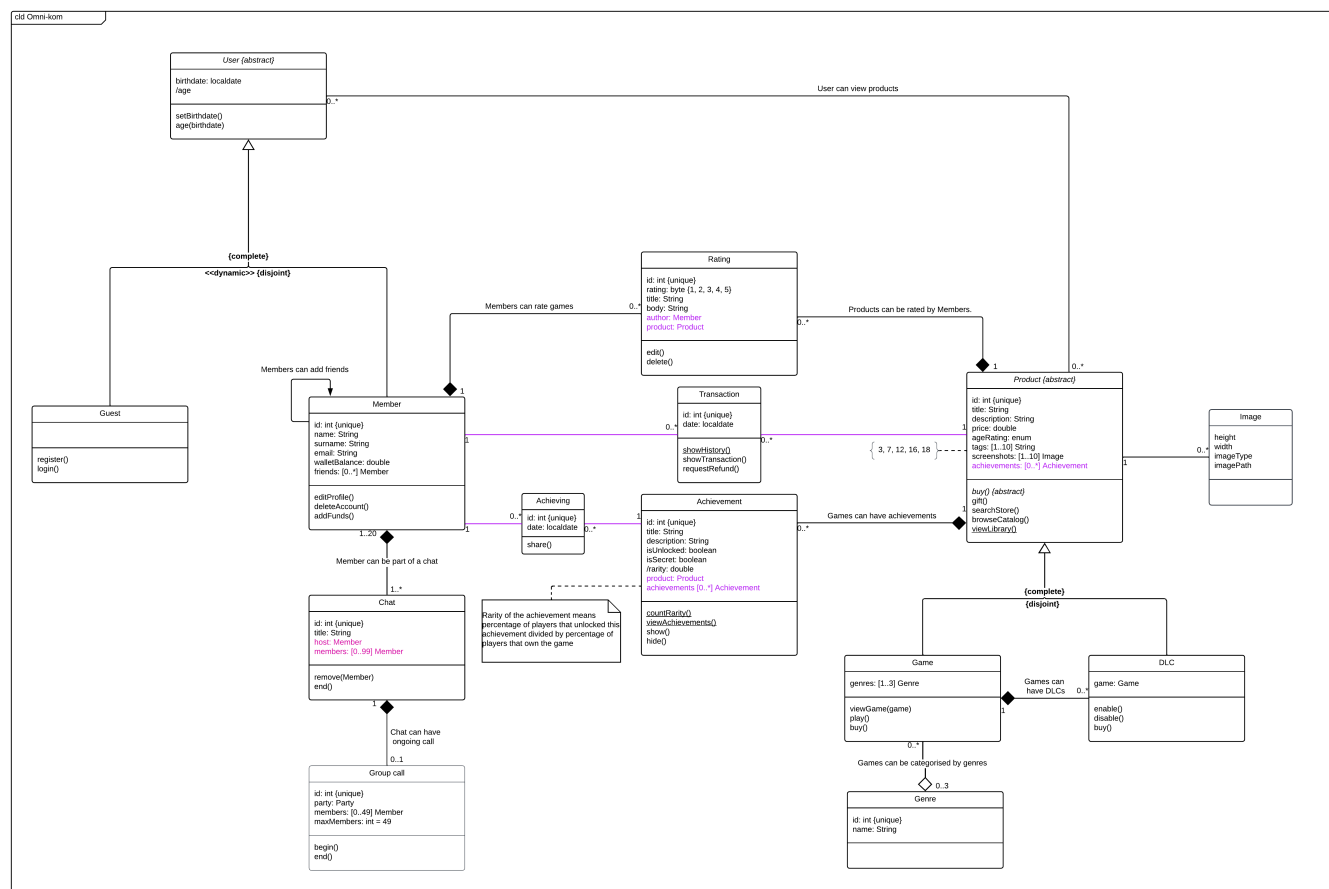 cld Omni-kom
User {abstract}
birthdate: localdate
/age
setBirthdate()
age(birthdate)
0..*
User can view products
{complete}
<<dynamic>> {disjoint}
Guest
register()
login()
Members can add friends
Member
id: int {unique}
name: String
surname: String
email: String
walletBalance: double
friends: [0..*] Member
editProfile()
deleteAccount()
addFunds()
Members can rate games
0..*
1
Rating
id: int {unique}
rating: byte {1, 2, 3, 4, 5}
title: String
body: String
author: Member
product: Product
edit()
delete()
Products can be rated by Members.
0..*
1
0..*
Transaction
id: int {unique}
date: localdate
showHistory()
showTransaction()
requestRefund()
1
0..*
0..*
1
{ 3, 7, 12, 16, 18 }
Product {abstract}
id: int {unique}
title: String
description: String
price: double
ageRating: enum
tags: [1..10] String
screenshots: [1..10] Image
achievements: [0..*] Achievement
buy() {abstract}
gift()
searchStore()
browseCatalog()
viewLibrary()
1
0..*
Image
height
width
imageType
imagePath
Achieving
id: int {unique}
date: localdate
share()
1
0..*
0..*
1
Achievement
id: int {unique}
title: String
description: String
isUnlocked: boolean
isSecret: boolean
/rarity: double
product: Product
achievements [0..*] Achievement
countRarity()
viewAchievements()
show()
hide()
Games can have achievements
0..*
1
Rarity of the achievement means
percentage of players that unlocked this
achievement divided by percentage of
players that own the game
1..20
Member can be part of a chat
1..*
Chat
id: int {unique}
title: String
host: Member
members: [0..99] Member
remove(Member)
end()
1
Chat can have
ongoing call
0..1
Group call
id: int {unique}
party: Party
members: [0..49] Member
maxMembers: int = 49
begin()
end()
{complete}
{disjoint}
Game
genres: [1..3] Genre
viewGame(game)
play()
buy()
Games can
have DLCs
1
0..*
DLC
game: Game
enable()
disable()
buy()
0..*
Games can be categorised by genres
0..3
Genre
id: int {unique}
name: String